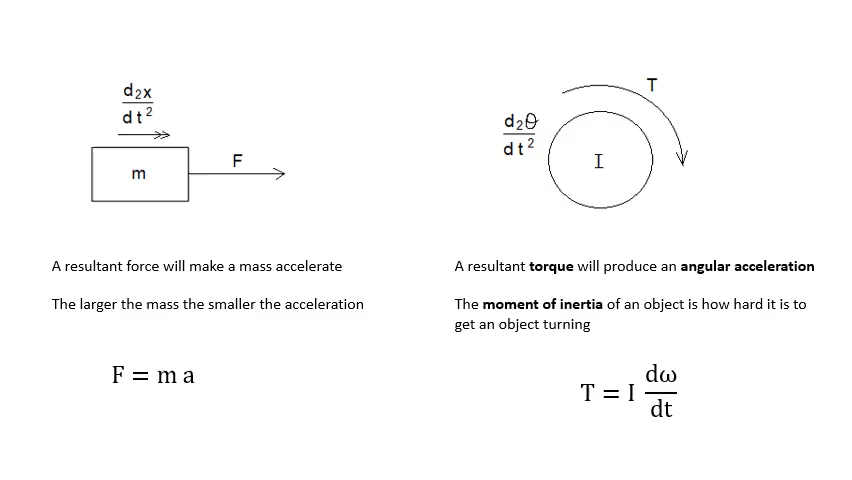 d₂x
dt²
m
F
A resultant force will make a mass accelerate
The larger the mass the smaller the acceleration
F = m a
T
d₂θ
dt²
I
A resultant torque will produce an angular acceleration
The moment of inertia of an object is how hard it is to
get an object turning
T = I dω/dt